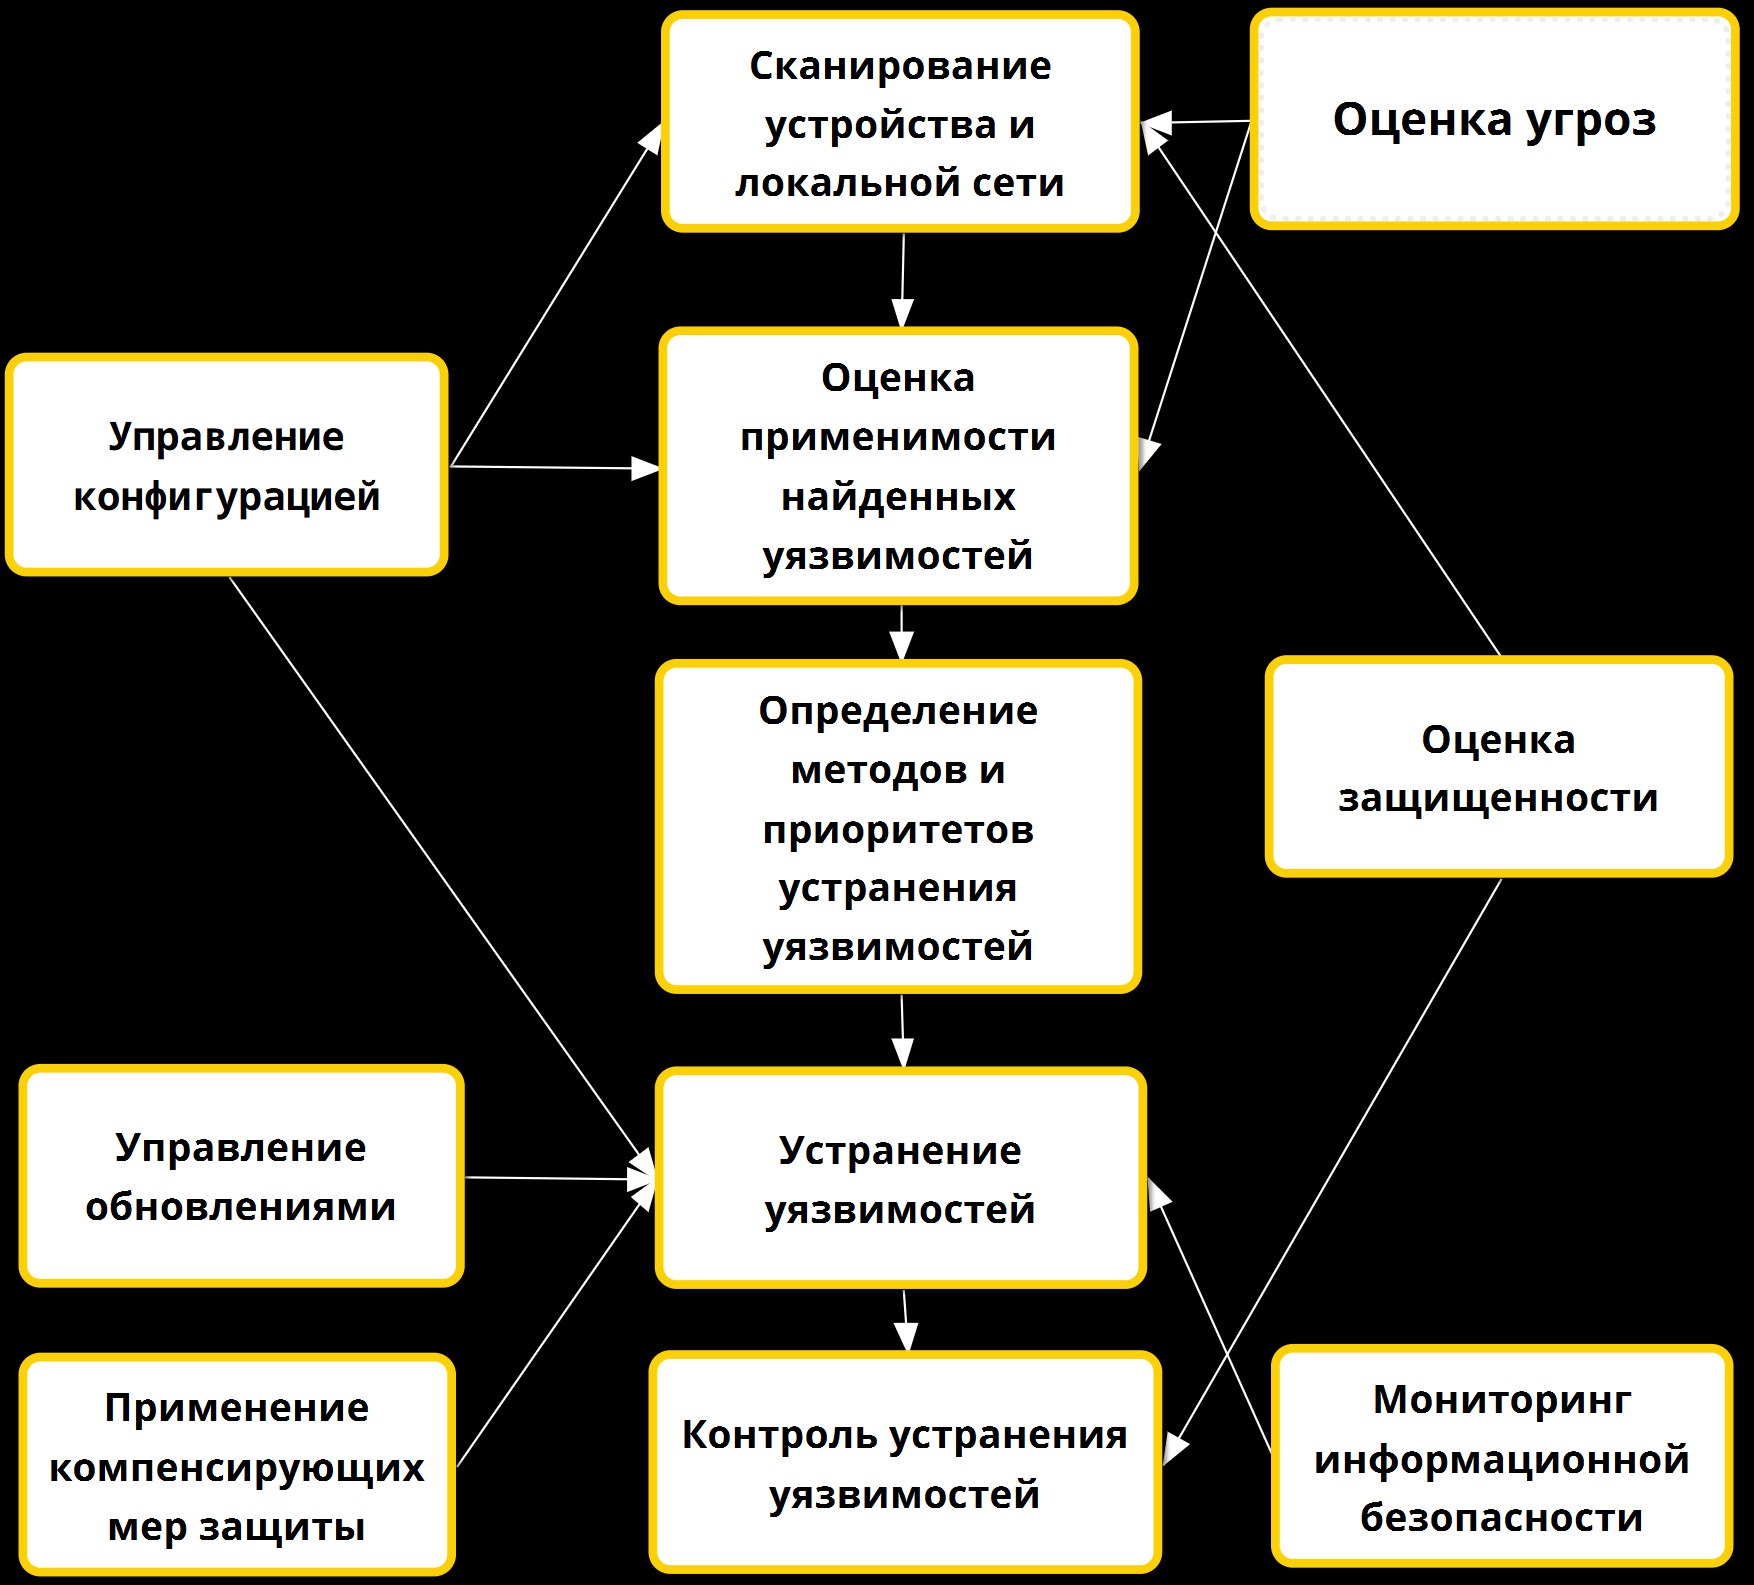 Сканирование
устройства и
локальной сети
Оценка угроз
Управление
конфигурацией
Оценка
применимости
найденных
уязвимостей
Определение
методов и
приоритетов
устранения
уязвимостей
Оценка
защищенности
Управление
обновлениями
Устранение
уязвимостей
Применение
компенсирующих
мер защиты
Контроль устранения
уязвимостей
Мониторинг
информационной
безопасности